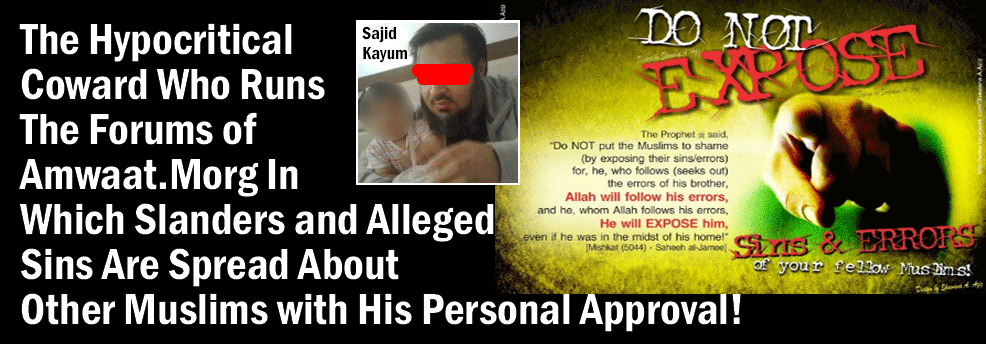 The Hypocritical
Coward Who Runs
The Forums of
Amwaat.Morg In
Which Slanders and Alleged
Sins Are Spread About
Other Muslims with His Personal Approval!
Sajid
Kayum
DO NOT
EXPOSE
The Prophet ﷺ said,
"Do NOT put the Muslims to shame
(by exposing their sins/errors)
for, he, who follows (seeks out)
the errors of his brother,
Allah will follow his errors,
and he, whom Allah follows his errors,
He will EXPOSE him,
even if he was in the midst of his home!"
[Mishkat (5044) - Saheeh al-Jamee]
Sins & ERRORS
of your fellow Muslims!
Design by Shameera A. Aziz